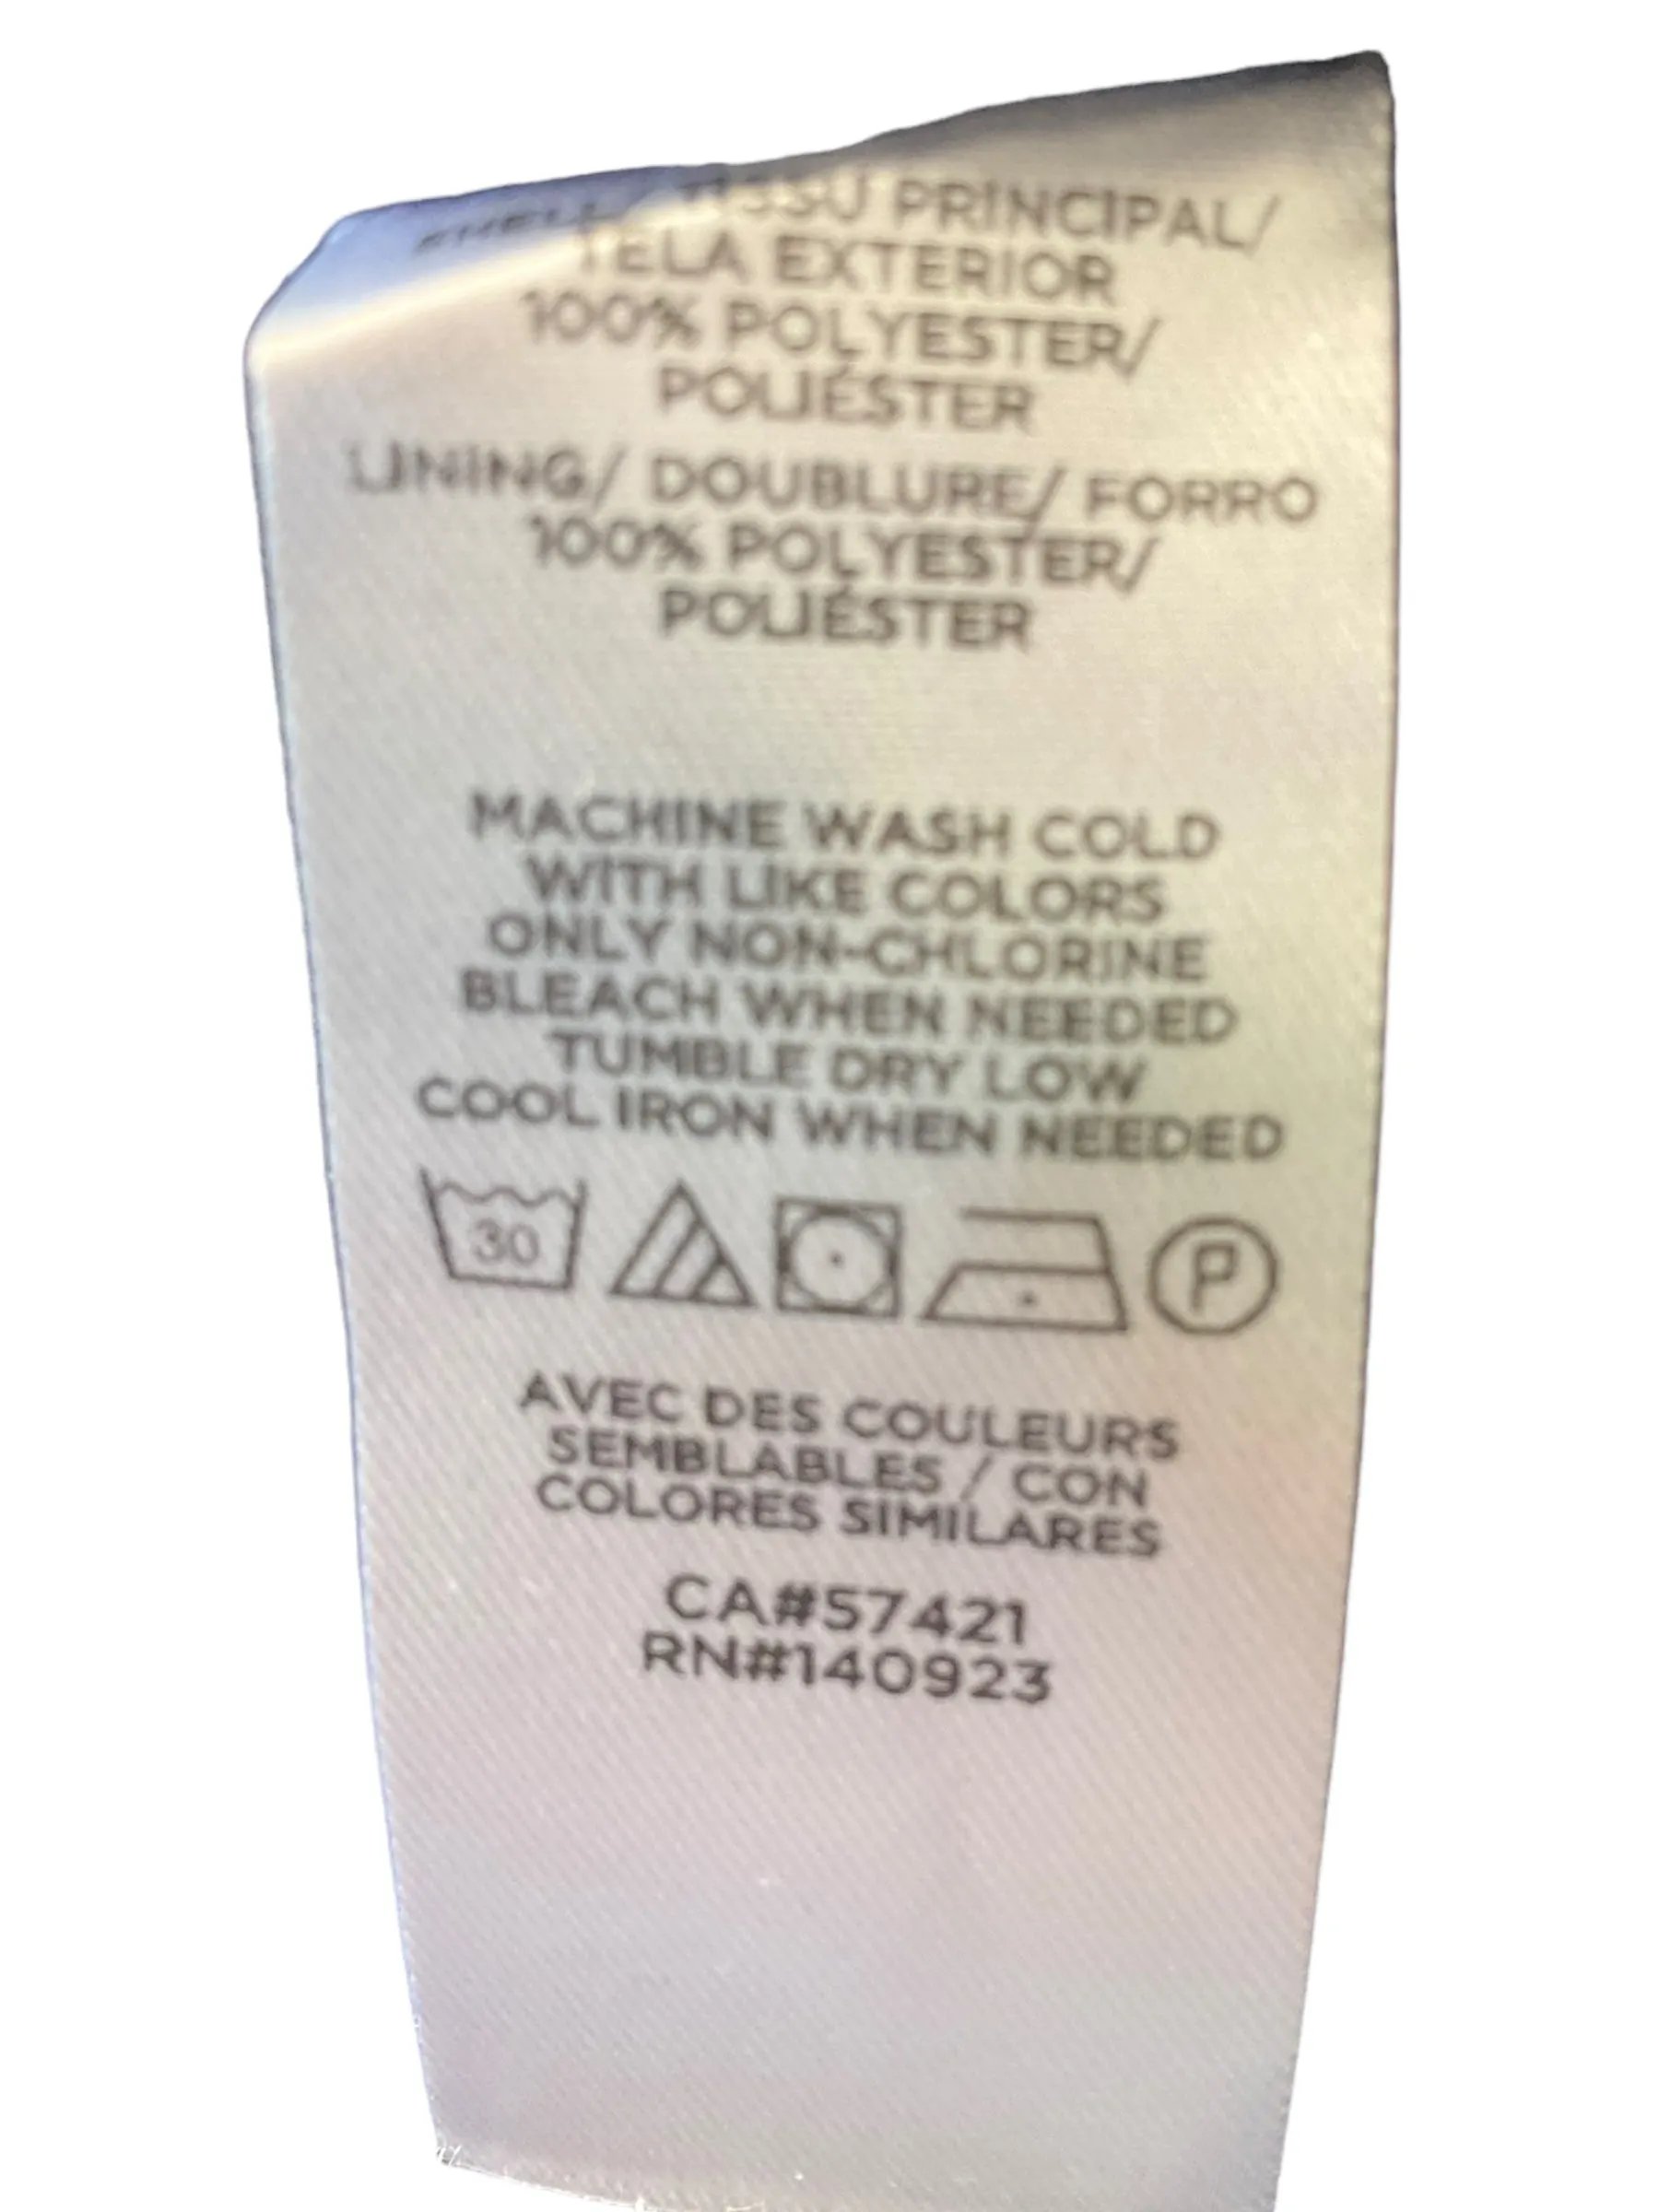 SHELL/ TISSU PRINCIPAL/
TELA EXTERIOR
100% POLYESTER/
POLIÉSTER
LINING/ DOUBLURE/ FORRO
100% POLYESTER/
POLIÉSTER
MACHINE WASH COLD
WITH LIKE COLORS
ONLY NON-CHLORINE
BLEACH WHEN NEEDED
TUMBLE DRY LOW
COOL IRON WHEN NEEDED
30 P
AVEC DES COULEURS
SEMBLABLES / CON
COLORES SIMILARES
CA#57421
RN#140923